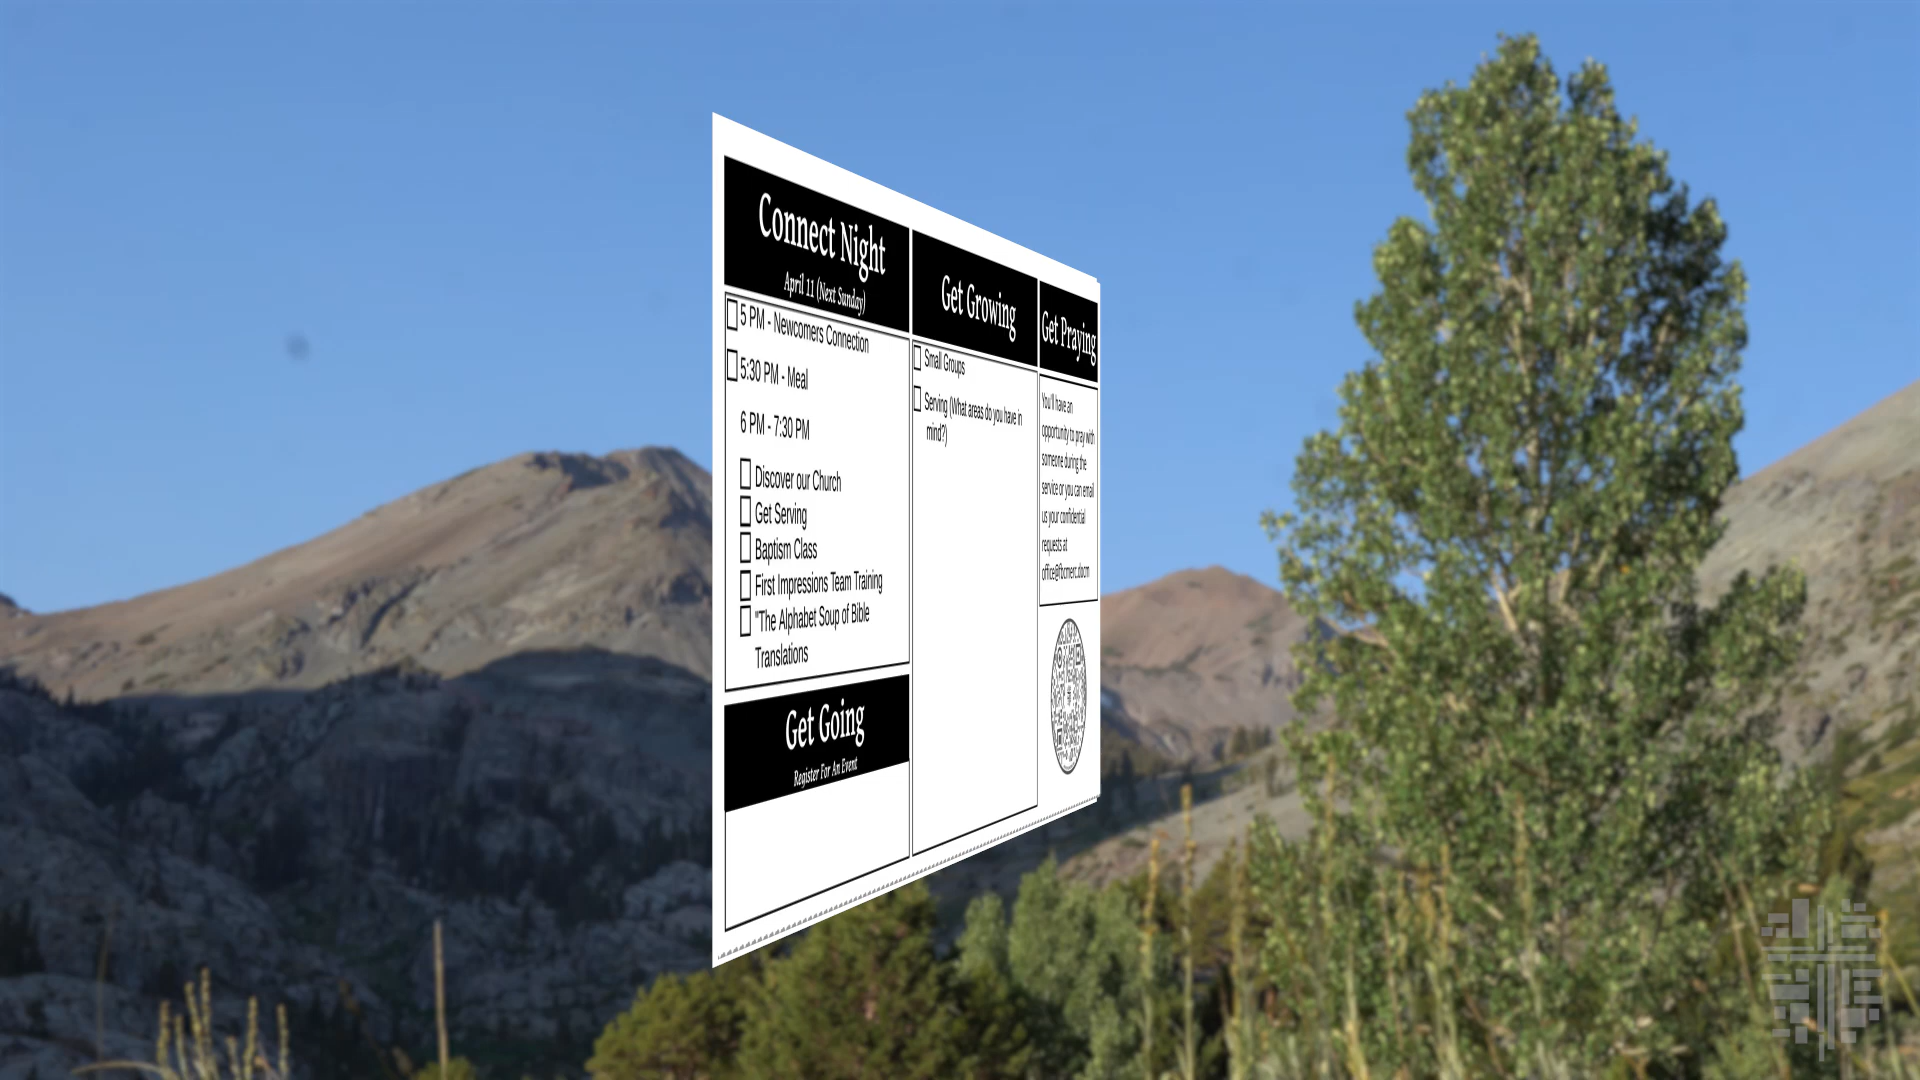 Connect Night
April 11 (Next Sunday)
5 PM - Newcomers Connection
5:30 PM - Meal
6 PM - 7:30 PM
Discover our Church
Get Serving
Baptism Class
First Impressions Team Training
"The Alphabet Soup of Bible
Translations
Get Going
Register For An Event
Get Growing
Small Groups
Serving (What areas do you have in
mind?)
Get Praying
You'll have an
opportunity to pray with
someone during the
service or you can email
us your confidential
requests at